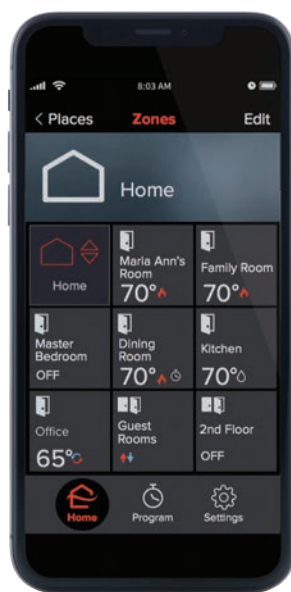 8:03 AM
< Places Zones Edit
Home
Home
Maria Ann's
Room
70°
Family Room
70°
Master
Bedroom
OFF
Dining
Room
70°
Kitchen
70°
Office
65°
Guest
Rooms
2nd Floor
OFF
Home Program Settings